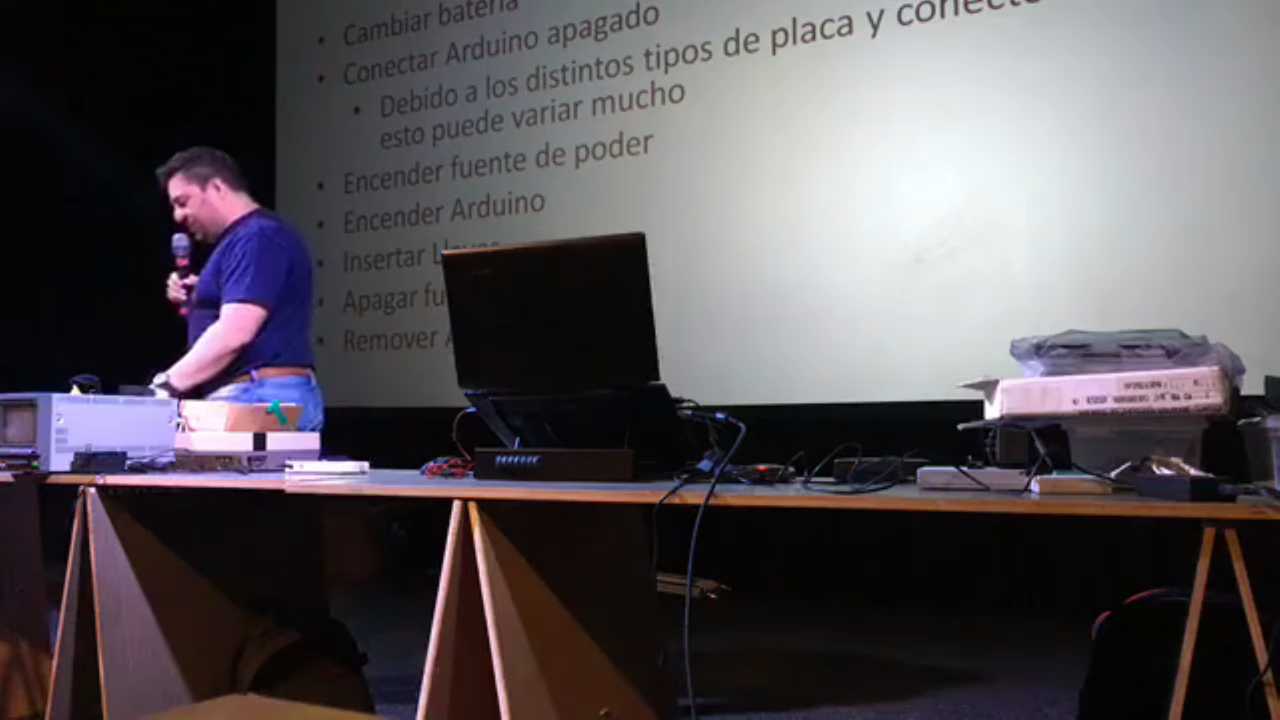 Cambiar batería
Conectar Arduino apagado
Debido a los distintos tipos de placa y
esto puede variar mucho
Encender fuente de poder
Encender Arduino
Insertar
Apagar
Remover